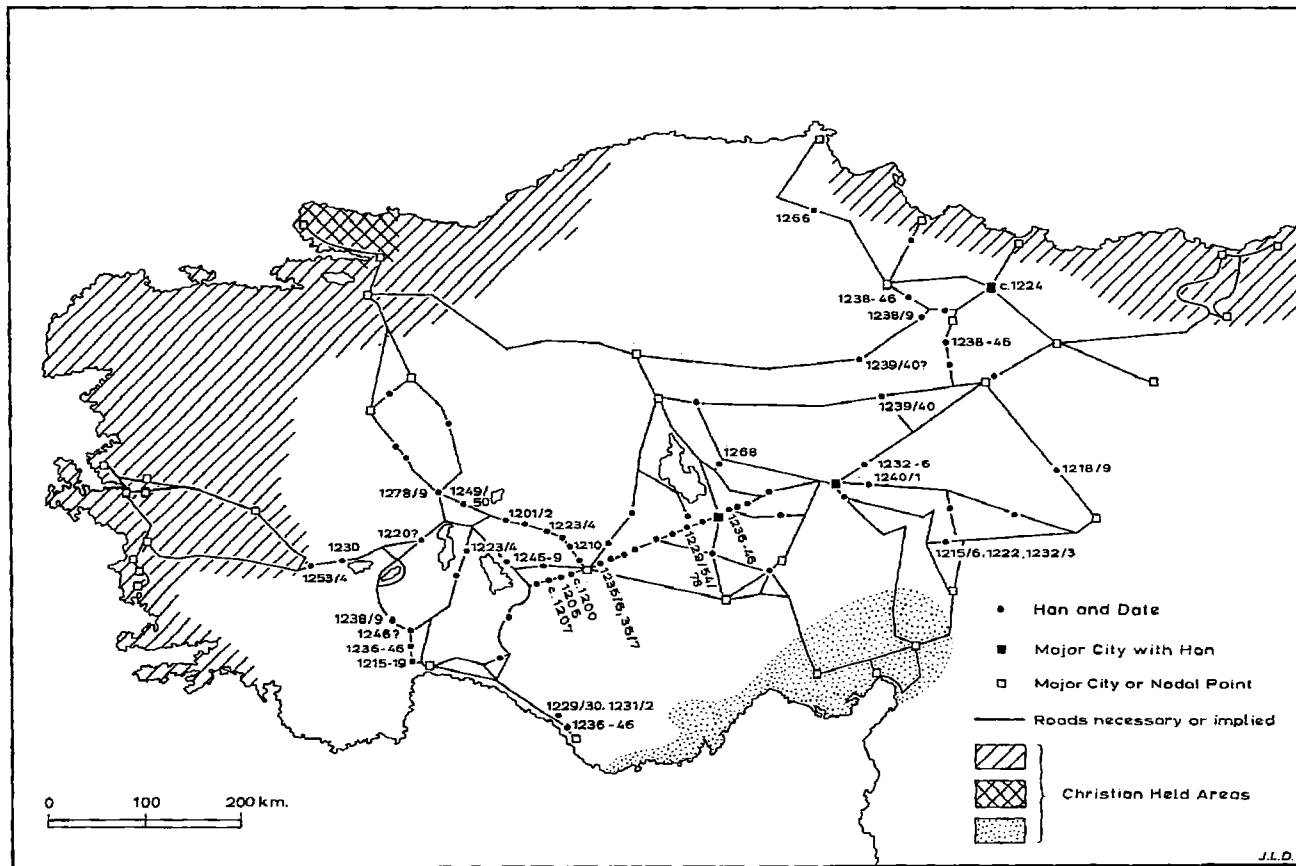 1266
c.1224
1238-46
1238/9
1238-46
1239/40?
1239/40
1268
1232-6
1240/1
1218/9
1278/9
1249/
50
1201/2
1223/4
1210
1220?
1223/4
1246-9
1230
1253/4
c.1200
1205
c.1207
1235/6, 36/7
1229/54/
78
1236-46
1215/6, 1222, 1232/3
1238/9
1246?
1236-46
1215-19
1229/30, 1231/2
1236-46
Han and Date
Major City with Han
Major City or Nodal Point
Roads necessary or implied
Christian Held Areas
0 100 200 km.
J.L.D.